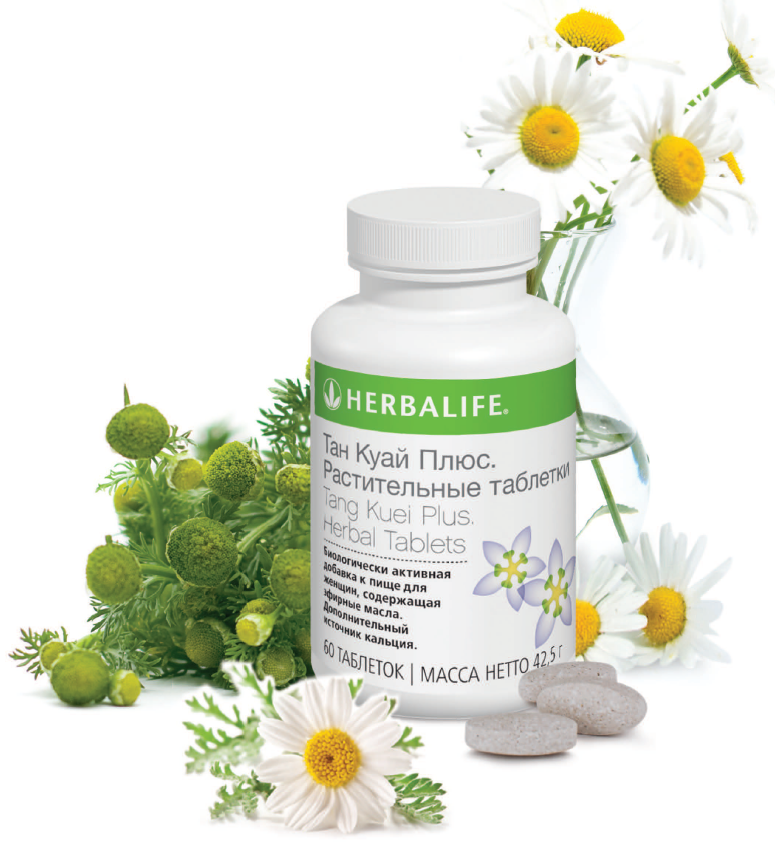 HERBALIFE®
Тан Куай Плюс.
Растительные таблетки
Tang Kuei Plus.
Herbal Tablets
Биологически активная
добавка к пище для
женщин, содержащая
эфирные масла.
Дополнительный
источник кальция.
60 ТАБЛЕТОК | МАССА НЕТТО 42,5 г